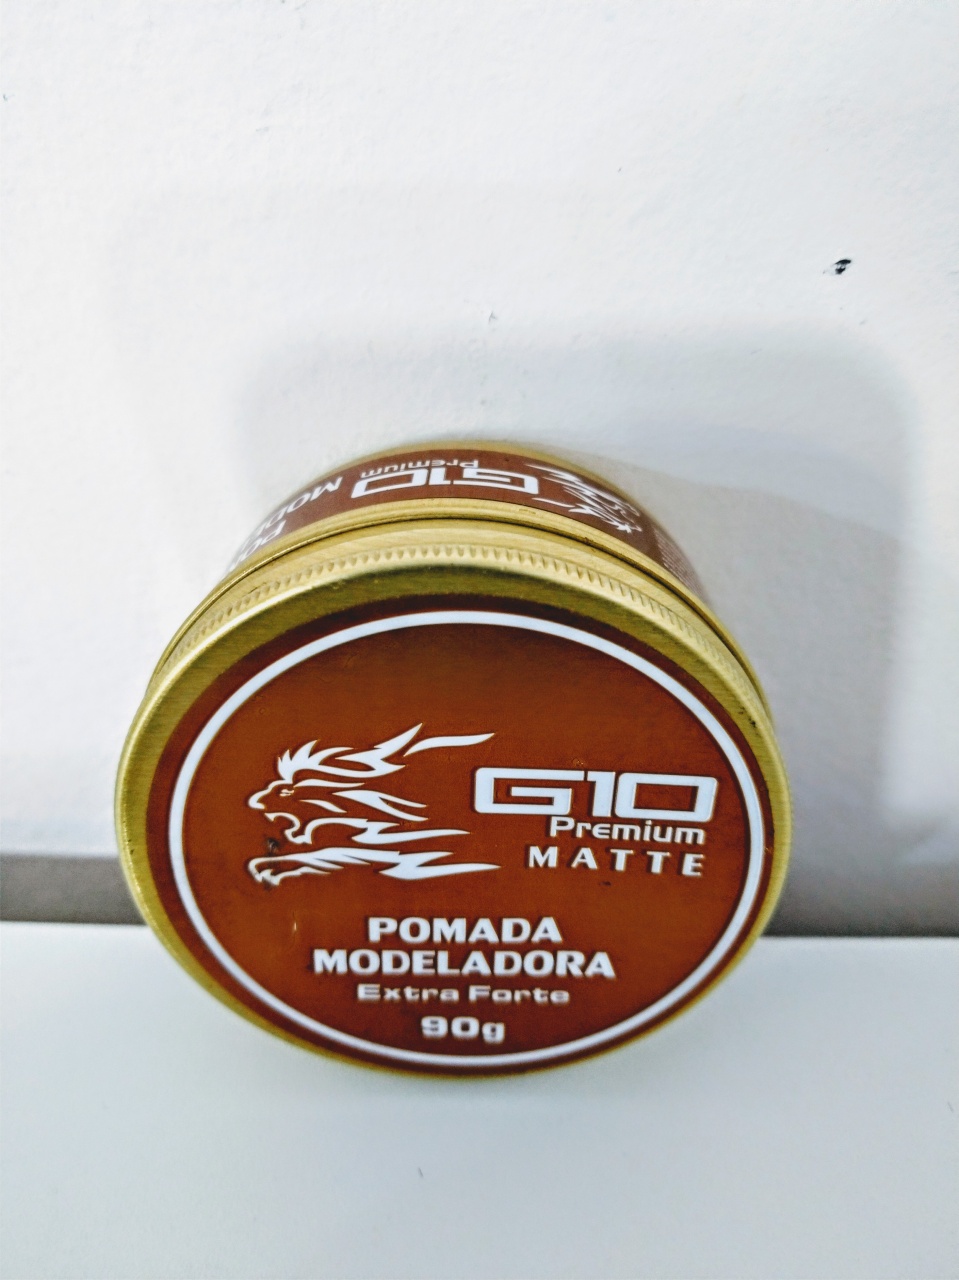 G10
Premium
MATTE
POMADA
MODELADORA
Extra Forte
90g
G10
Premium